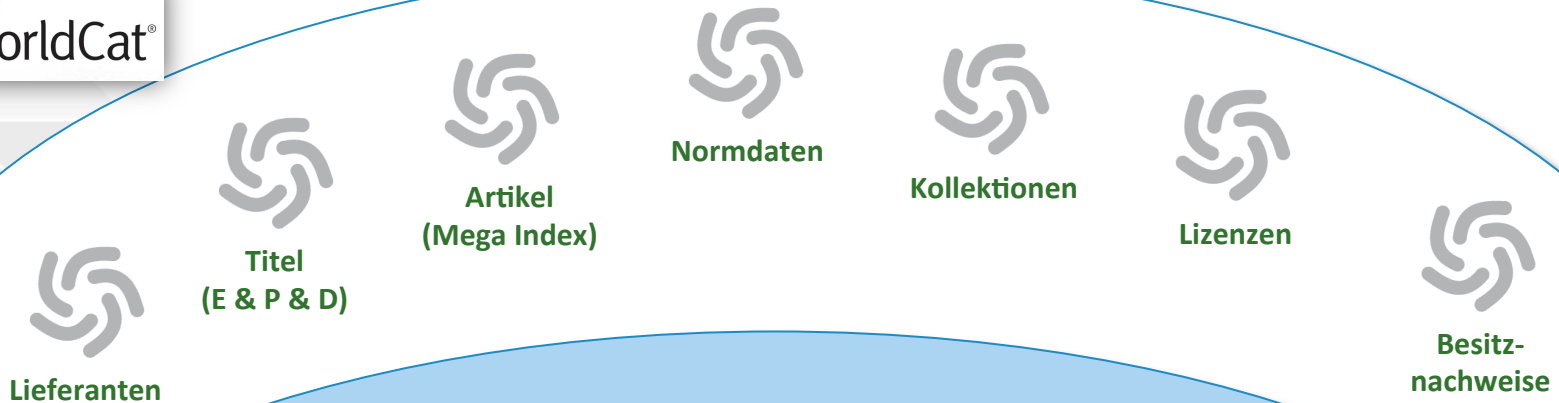 orldCat®
Normdaten
Kollektionen
Artikel
(Mega Index)
Lizenzen
Titel
(E & P & D)
Besitz-
nachweise
Lieferanten